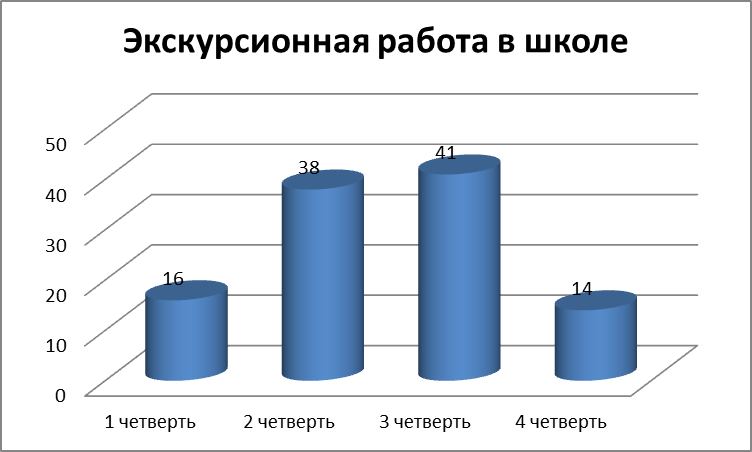 Экскурсионная работа в школе
50
40
30
20
10
0
16
38
41
14
1 четверть
2 четверть
3 четверть
4 четверть